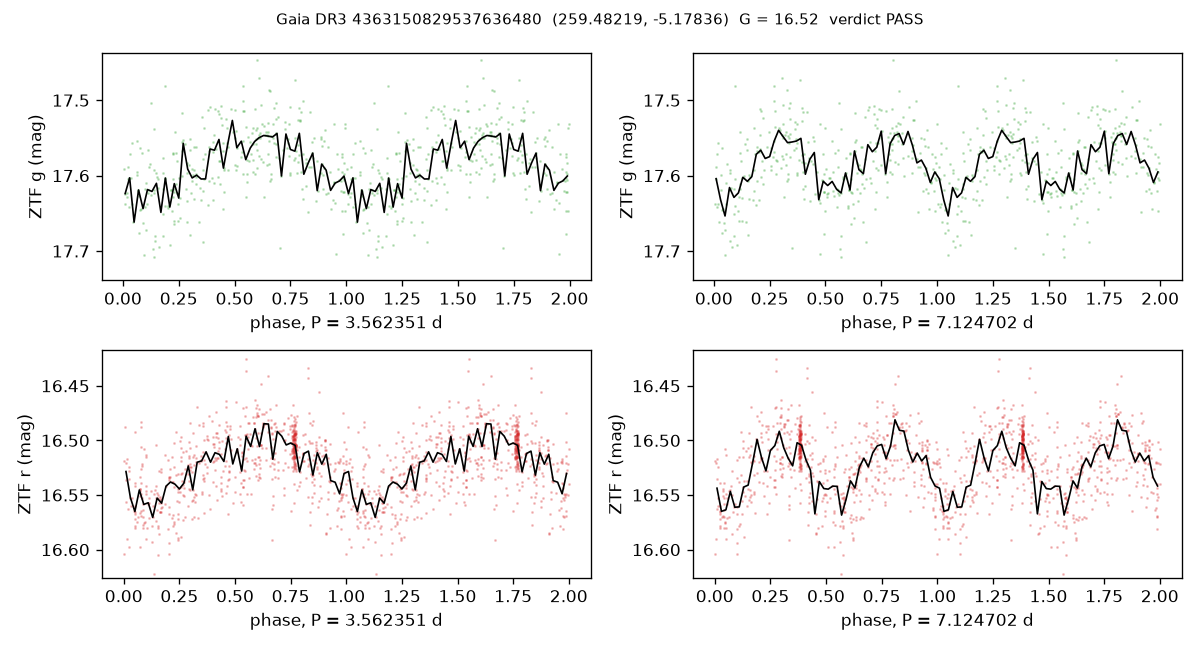 Gaia DR3 4363150829537636480 (259.48219, -5.17836) G = 16.52 verdict PASS
ZTF g (mag)
17.5
17.6
17.7
0.00 0.25 0.50 0.75 1.00 1.25 1.50 1.75 2.00
phase, P = 3.562351 d
ZTF g (mag)
17.5
17.6
17.7
0.00 0.25 0.50 0.75 1.00 1.25 1.50 1.75 2.00
phase, P = 7.124702 d
ZTF r (mag)
16.45
16.50
16.55
16.60
0.00 0.25 0.50 0.75 1.00 1.25 1.50 1.75 2.00
phase, P = 3.562351 d
ZTF r (mag)
16.45
16.50
16.55
16.60
0.00 0.25 0.50 0.75 1.00 1.25 1.50 1.75 2.00
phase, P = 7.124702 d